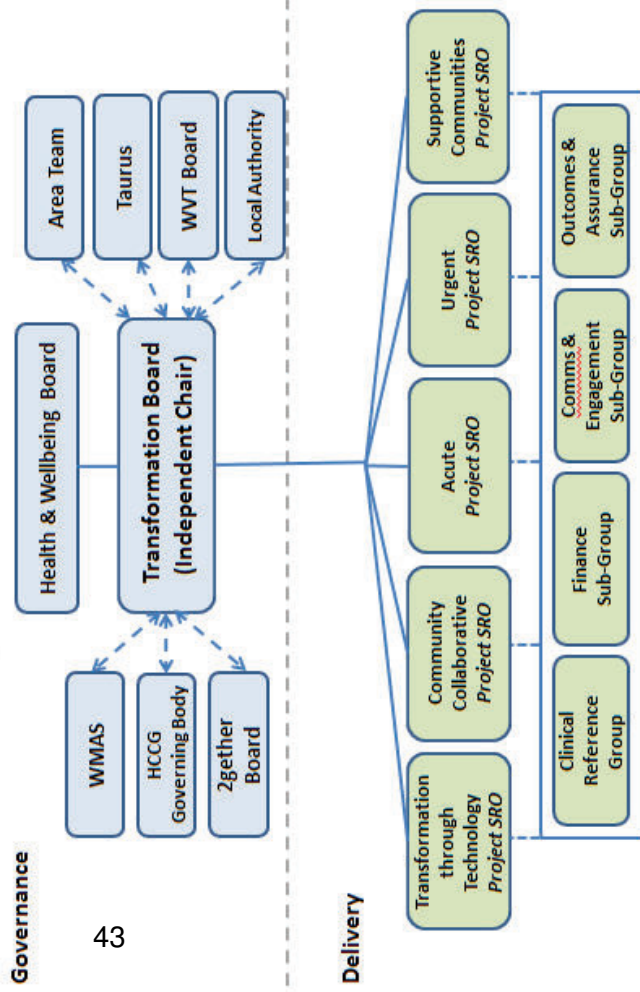 Governance
Health & Wellbeing Board
WMAS
HCCG
Governing Body
2gether
Board
Transformation Board
(Independent Chair)
Area Team
Taurus
WVT Board
Local Authority
Delivery
Transformation
through
Technology
Project SRO
Community
Collaborative
Project SRO
Acute
Project SRO
Urgent
Project SRO
Supportive
Communities
Project SRO
Clinical
Reference
Group
Finance
Sub-Group
Comms &
Engagement
Sub-Group
Outcomes &
Assurance
Sub-Group
43